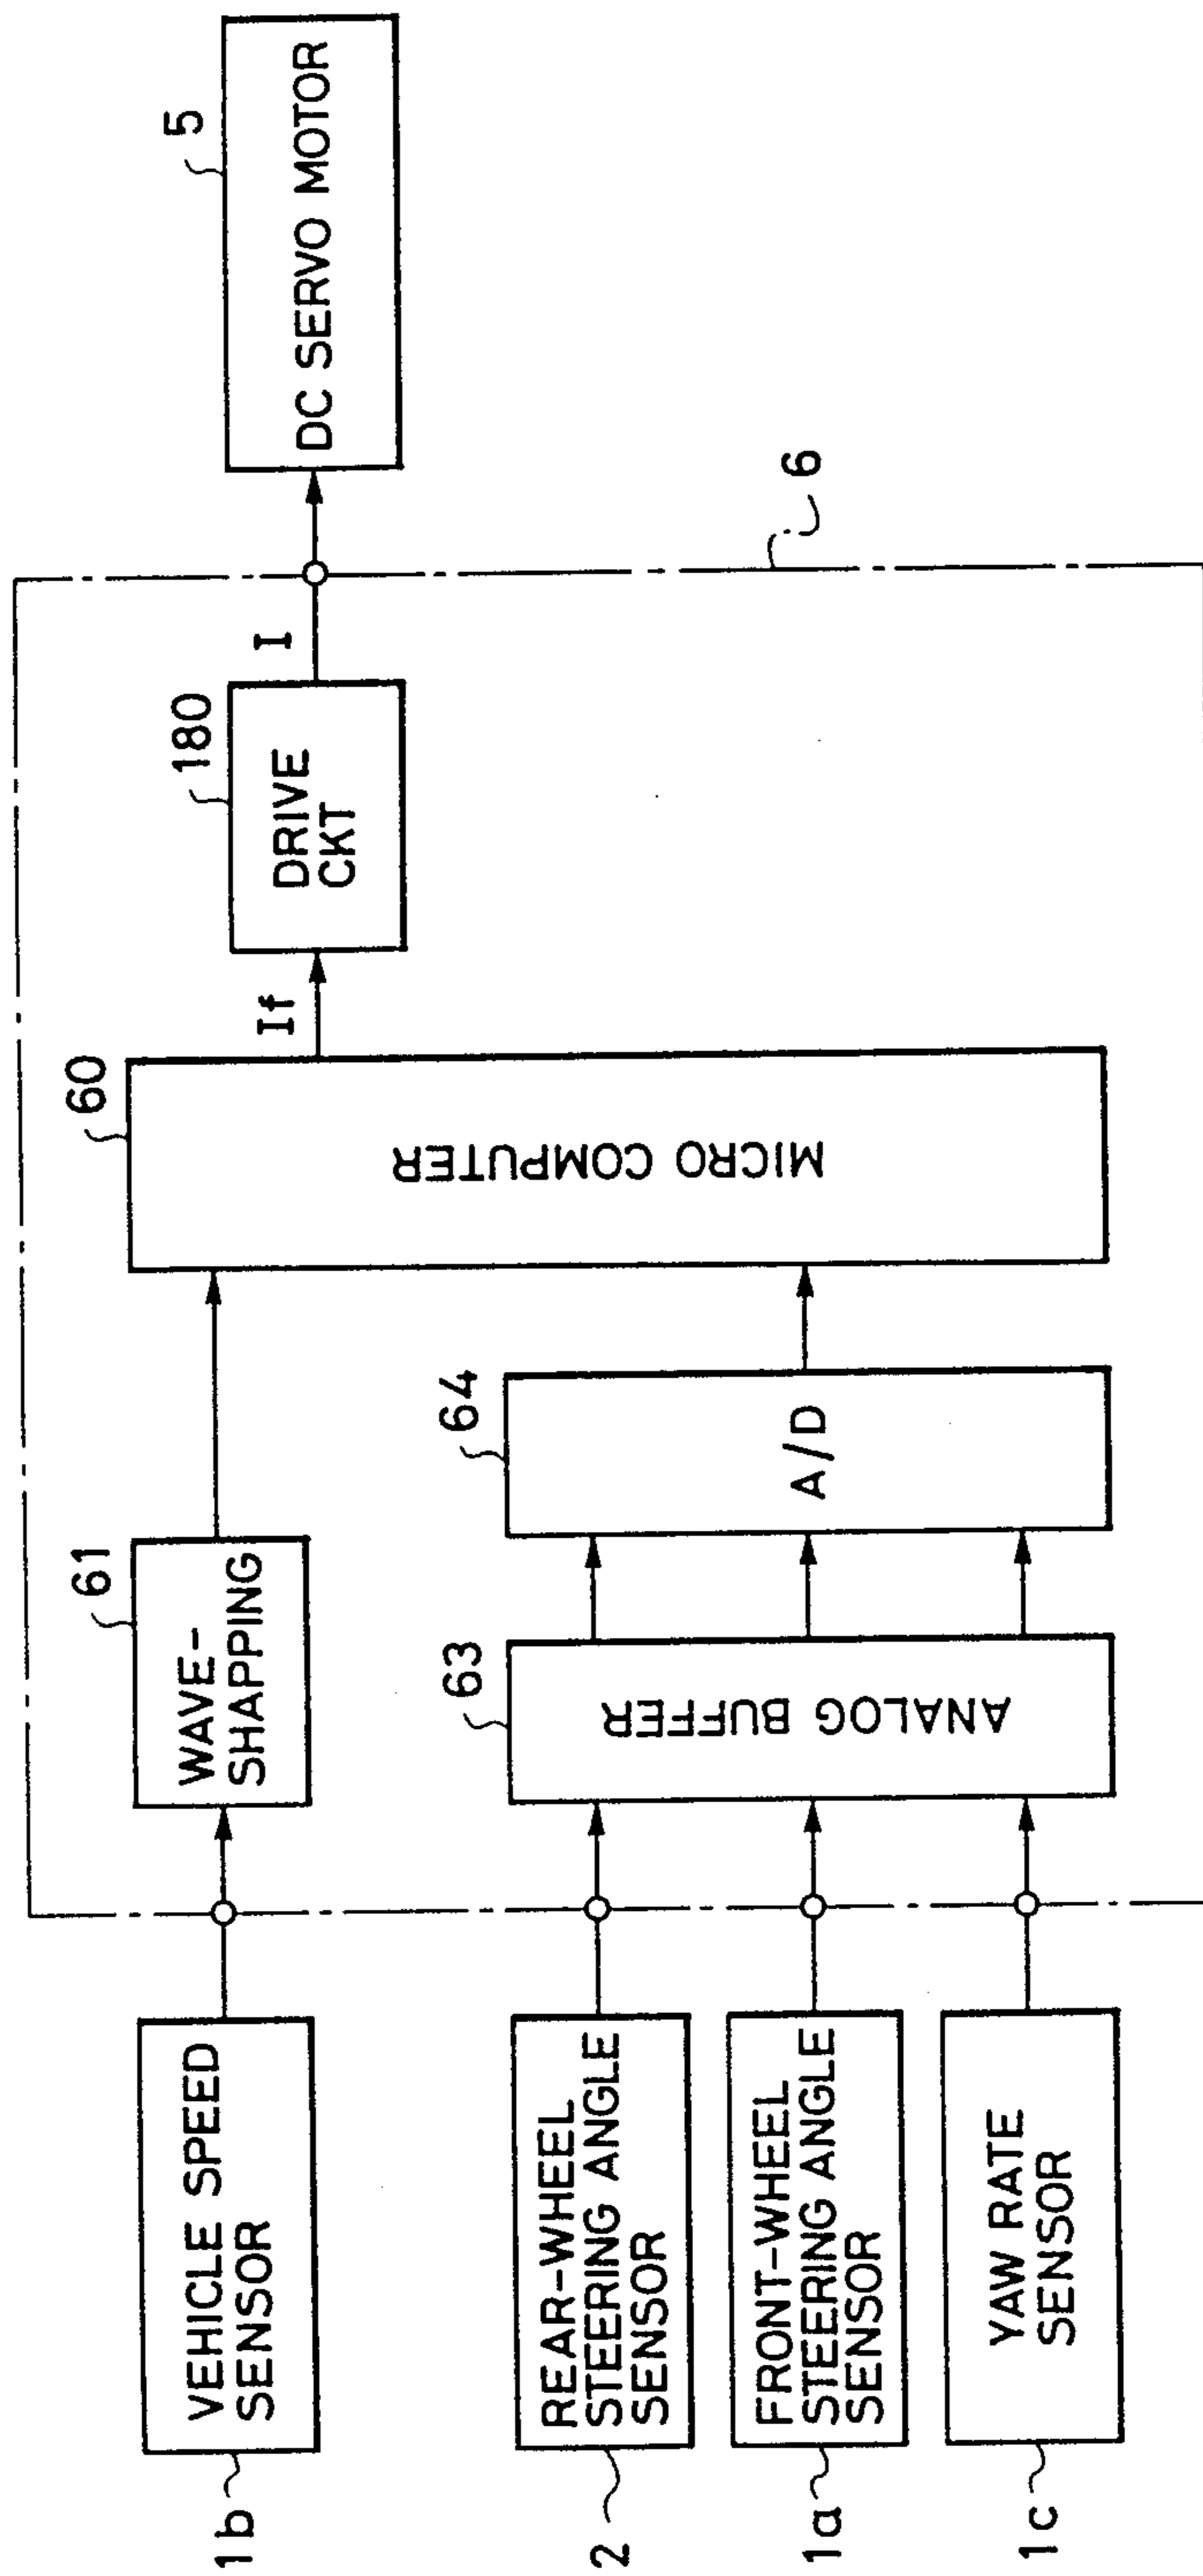 1b
VEHICLE SPEED
SENSOR
61
WAVE-
SHAPPING
60
MICRO COMPUTER
If
180
DRIVE
CKT
I
5
DC SERVO MOTOR
2
REAR-WHEEL
STEERING ANGLE
SENSOR
1a
FRONT-WHEEL
STEERING ANGLE
SENSOR
1c
YAW RATE
SENSOR
63
ANALOG BUFFER
64
A/D
6